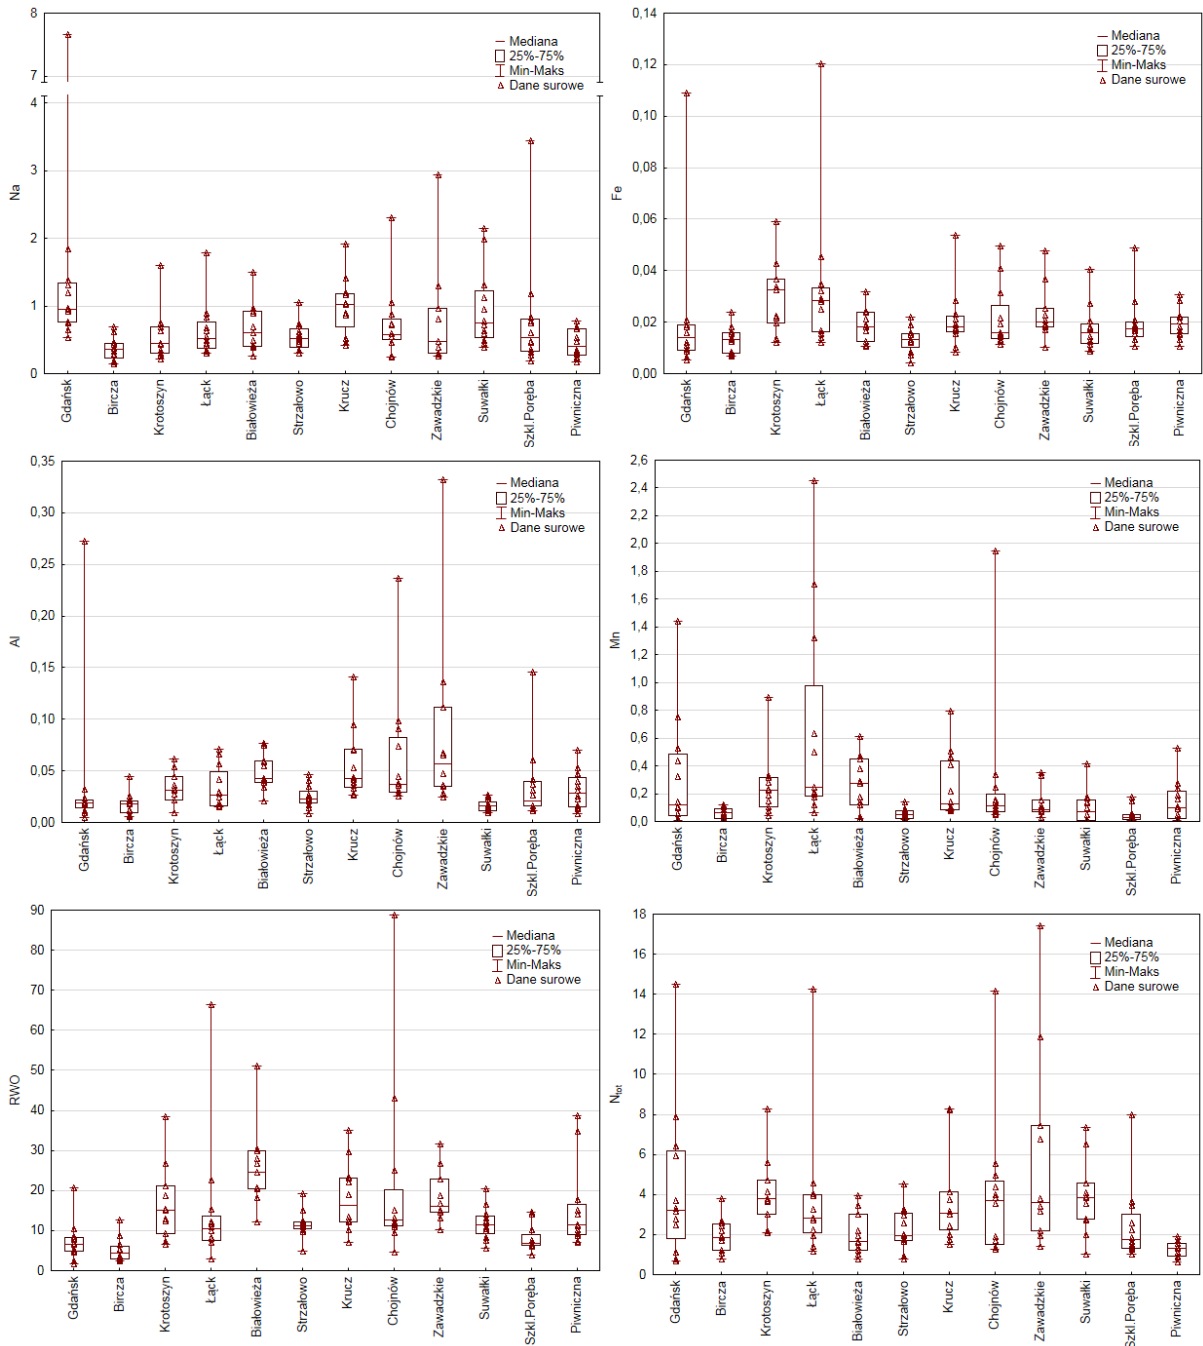 8
7
4
3
2
1
0
Na
Mediana
25%-75%
Min-Maks
Dane surowe
Gdańsk
Bircza
Krotoszyn
Łąck
Białowieża
Strzałowo
Krucz
Chojnów
Zawadzkie
Suwałki
Szkl.Poręba
Piwniczna
0,14
0,12
0,10
0,08
0,06
0,04
0,02
0,00
Fe
Mediana
25%-75%
Min-Maks
Dane surowe
Gdańsk
Bircza
Krotoszyn
Łąck
Białowieża
Strzałowo
Krucz
Chojnów
Zawadzkie
Suwałki
Szkl.Poręba
Piwniczna
0,35
0,30
0,25
0,20
0,15
0,10
0,05
0,00
Al
Mediana
25%-75%
Min-Maks
Dane surowe
Gdańsk
Bircza
Krotoszyn
Łąck
Białowieża
Strzałowo
Krucz
Chojnów
Zawadzkie
Suwałki
Szkl.Poręba
Piwniczna
2,6
2,4
2,2
2,0
1,8
1,6
1,4
1,2
1,0
0,8
0,6
0,4
0,2
0,0
Mn
Mediana
25%-75%
Min-Maks
Dane surowe
Gdańsk
Bircza
Krotoszyn
Łąck
Białowieża
Strzałowo
Krucz
Chojnów
Zawadzkie
Suwałki
Szkl.Poręba
Piwniczna
90
80
70
60
50
40
30
20
10
0
RWO
Mediana
25%-75%
Min-Maks
Dane surowe
Gdańsk
Bircza
Krotoszyn
Łąck
Białowieża
Strzałowo
Krucz
Chojnów
Zawadzkie
Suwałki
Szkl.Poręba
Piwniczna
18
16
14
12
10
8
6
4
2
0
Ntot
Mediana
25%-75%
Min-Maks
Dane surowe
Gdańsk
Bircza
Krotoszyn
Łąck
Białowieża
Strzałowo
Krucz
Chojnów
Zawadzkie
Suwałki
Szkl.Poręba
Piwniczna